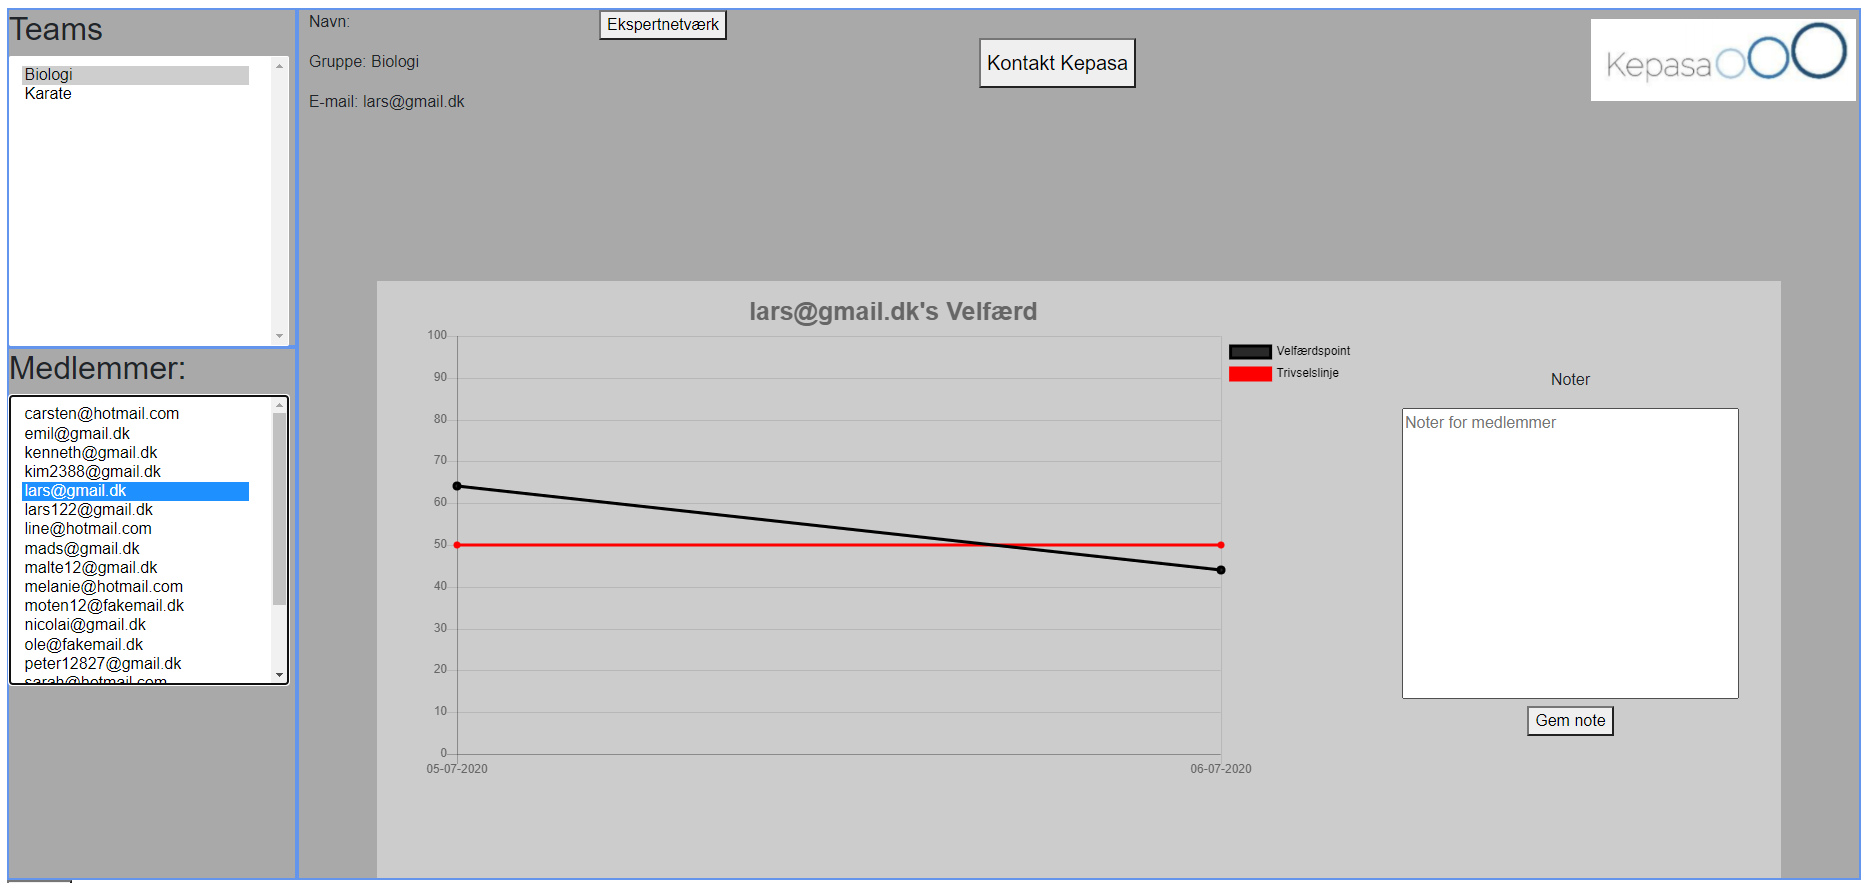 Teams
Biologi
Karate
Medlemmer:
carsten@hotmail.com
emil@gmail.dk
kenneth@gmail.dk
kim2388@gmail.dk
lars@gmail.dk
lars122@gmail.dk
line@hotmail.com
mads@gmail.dk
malte12@gmail.dk
melanie@hotmail.com
moten12@fakemail.dk
nicolai@gmail.dk
ole@fakemail.dk
peter12827@gmail.dk
sarah@hotmail.com
Navn:
Gruppe: Biologi
E-mail: lars@gmail.dk
Ekspertnetværk
Kontakt Kepasa
Kepasa
lars@gmail.dk's Velfærd
100
90
80
70
60
50
40
30
20
10
0
05-07-2020
06-07-2020
Velfærdspoint
Trivselslinje
Noter
Noter for medlemmer
Gem note